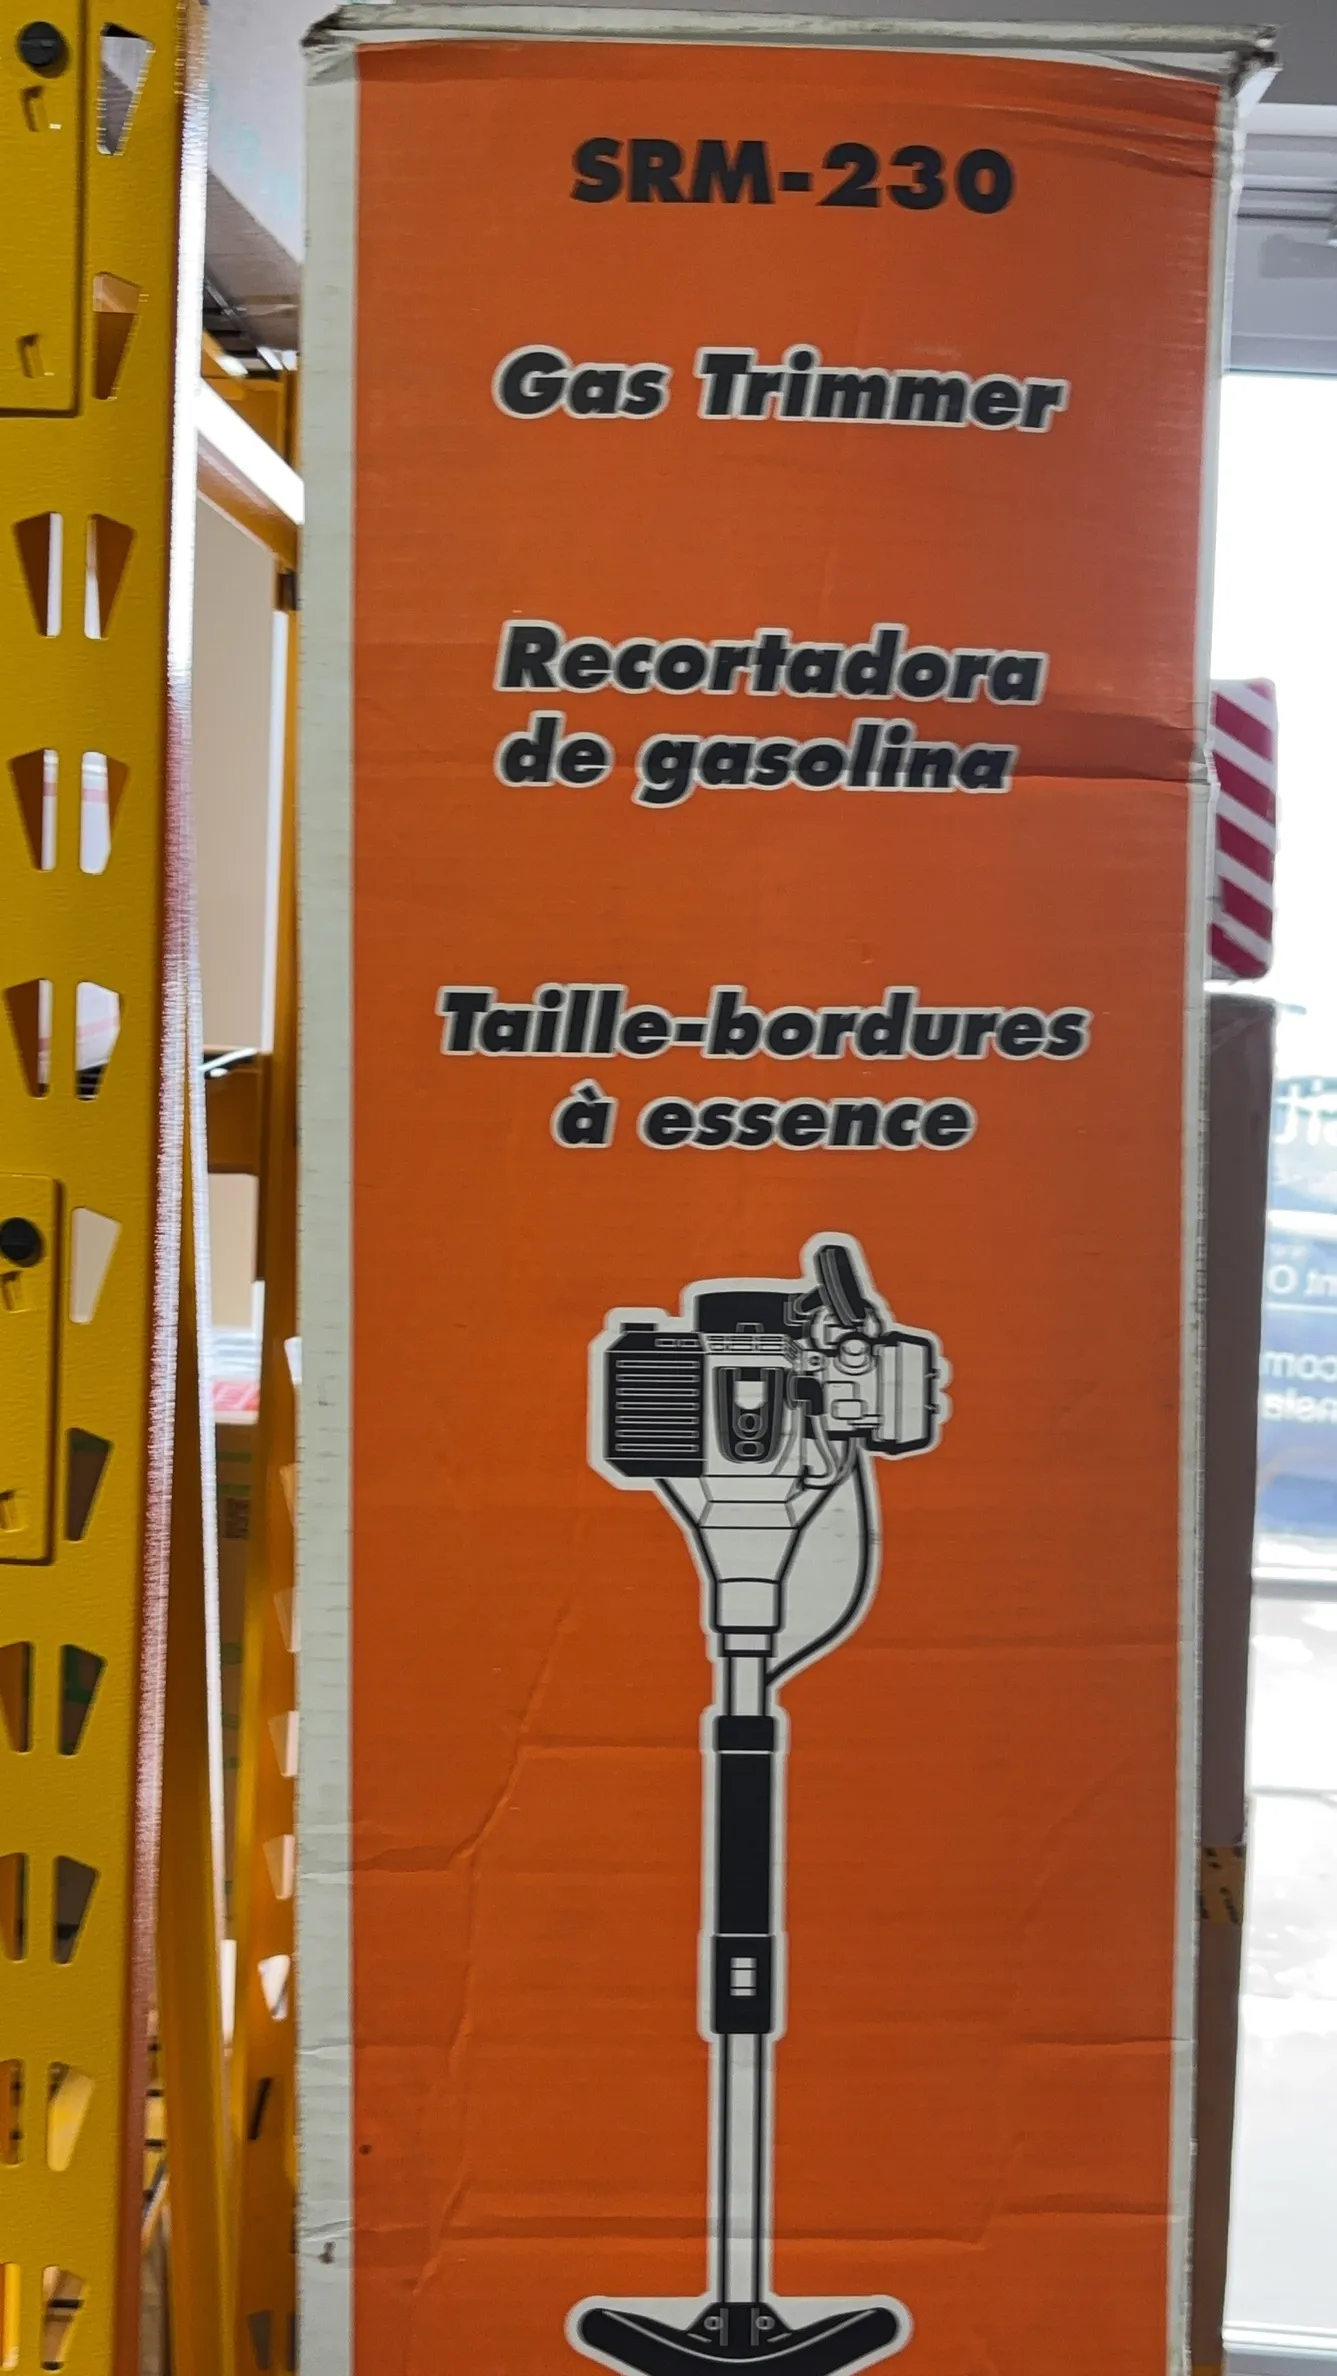 SRM-230
Gas Trimmer
Recortadora
de gasolina
Taille-bordures
à essence